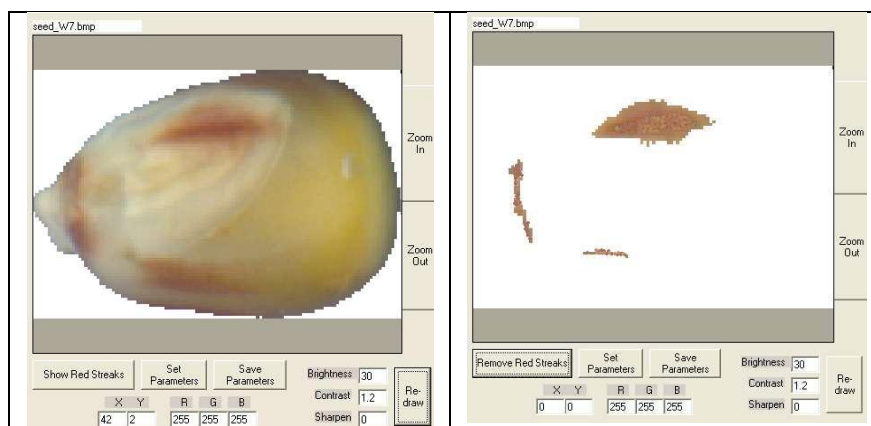 seed_W7.bmp
Zoom
In
Zoom
Out
Show Red Streaks
Set
Parameters
Save
Parameters
Brightness 30
Contrast 1.2
Sharpen 0
Re-
draw
X Y R G B
42 2 255 255 255
seed_W7.bmp
Zoom
In
Zoom
Out
Remove Red Streaks
Set
Parameters
Save
Parameters
Brightness 30
Contrast 1.2
Sharpen 0
Re-
draw
X Y R G B
0 0 255 255 255